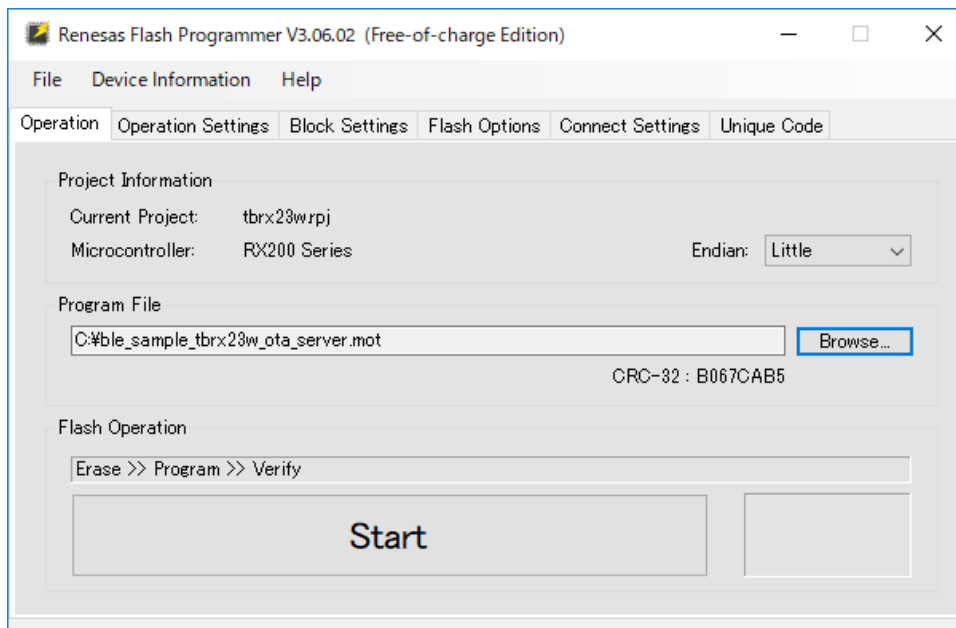 Renesas Flash Programmer V3.06.02 (Free-of-charge Edition)
File Device Information Help
Operation Operation Settings Block Settings Flash Options Connect Settings Unique Code
Project Information
Current Project: tbrx23w.rpj
Microcontroller: RX200 Series Endian: Little
Program File
C:¥ble_sample_tbrx23w_ota_server.mot Browse...
CRC-32 : B067CAB5
Flash Operation
Erase >> Program >> Verify
Start